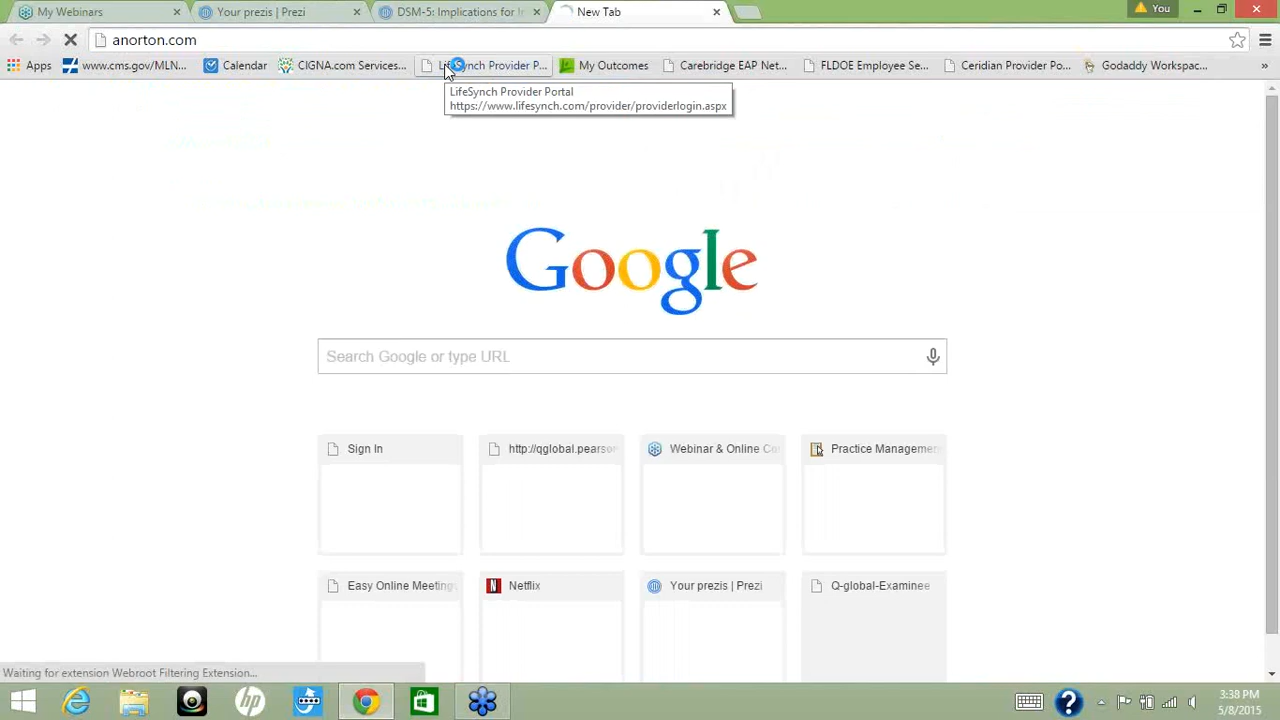 My Webinars
Your prezis | Prezi
DSM-5: Implications for I
New Tab
You
anorton.com
Apps
www.cms.gov/MLN...
Calendar
CIGNA.com Services...
LifeSynch Provider P...
My Outcomes
Carebridge EAP Net...
FLDOE Employee Se...
Ceridian Provider Po...
Godaddy Workspac...
»
LifeSynch Provider Portal
https://www.lifesynch.com/provider/providerlogin.aspx
Google
Search Google or type URL
Sign In
http://qglobal.pearson
Webinar & Online Co
Practice Management
Easy Online Meeting
Netflix
Your prezis | Prezi
Q-global-Examinee
Waiting for extension Webroot Filtering Extension...
3:38 PM
5/8/2015